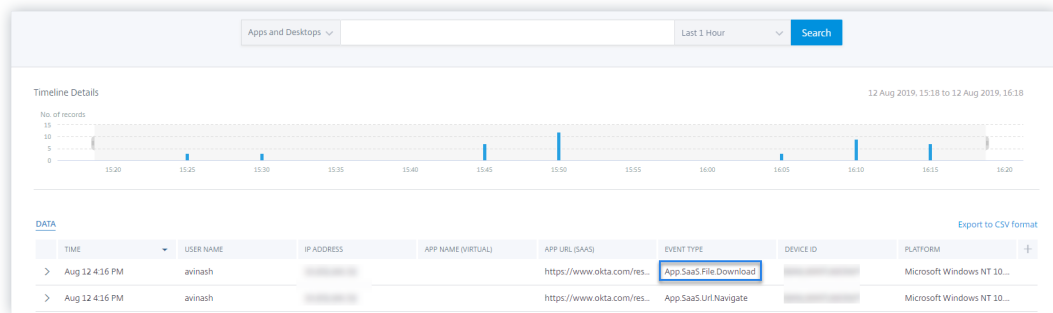 Apps and Desktops Last 1 Hour Search
Timeline Details 12 Aug 2019, 15:18 to 12 Aug 2019, 16:18
No. of records
15
10
5
0
15:20 15:25 15:30 15:35 15:40 15:45 15:50 15:55 16:00 16:05 16:10 16:15 16:20
DATA Export to CSV format
TIME USER NAME IP ADDRESS APP NAME (VIRTUAL) APP URL (SAAS) EVENT TYPE DEVICE ID PLATFORM +
Aug 12 4:16 PM avinash https://www.okta.com/res... App.SaaS.File.Download Microsoft Windows NT 10....
Aug 12 4:16 PM avinash https://www.okta.com/res... App.SaaS.Url.Navigate Microsoft Windows NT 10....